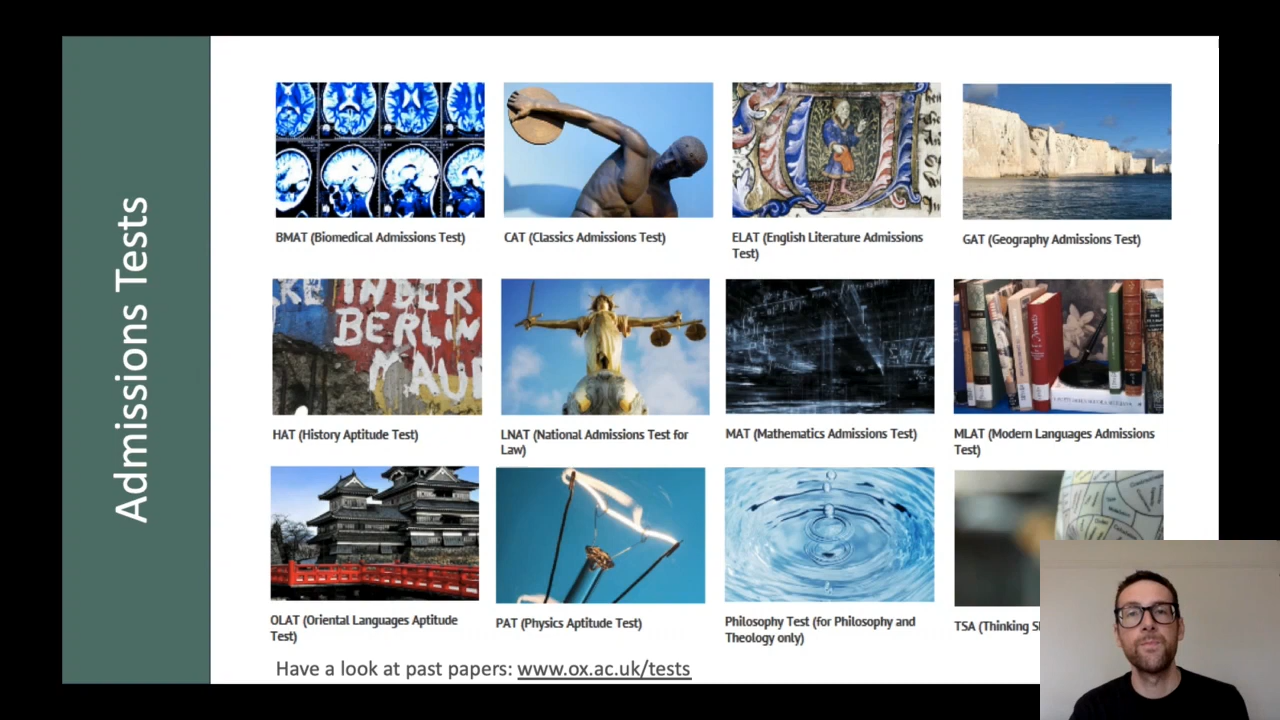 Admissions Tests
BMAT (Biomedical Admissions Test)
CAT (Classics Admissions Test)
ELAT (English Literature Admissions
Test)
GAT (Geography Admissions Test)
INDER
BERLIN
MAU
HAT (History Aptitude Test)
LNAT (National Admissions Test for
Law)
MAT (Mathematics Admissions Test)
MLAT (Modern Languages Admissions
Test)
OLAT (Oriental Languages Aptitude
Test)
PAT (Physics Aptitude Test)
Philosophy Test (for Philosophy and
Theology only)
TSA (Thinking
Have a look at past papers: www.ox.ac.uk/tests